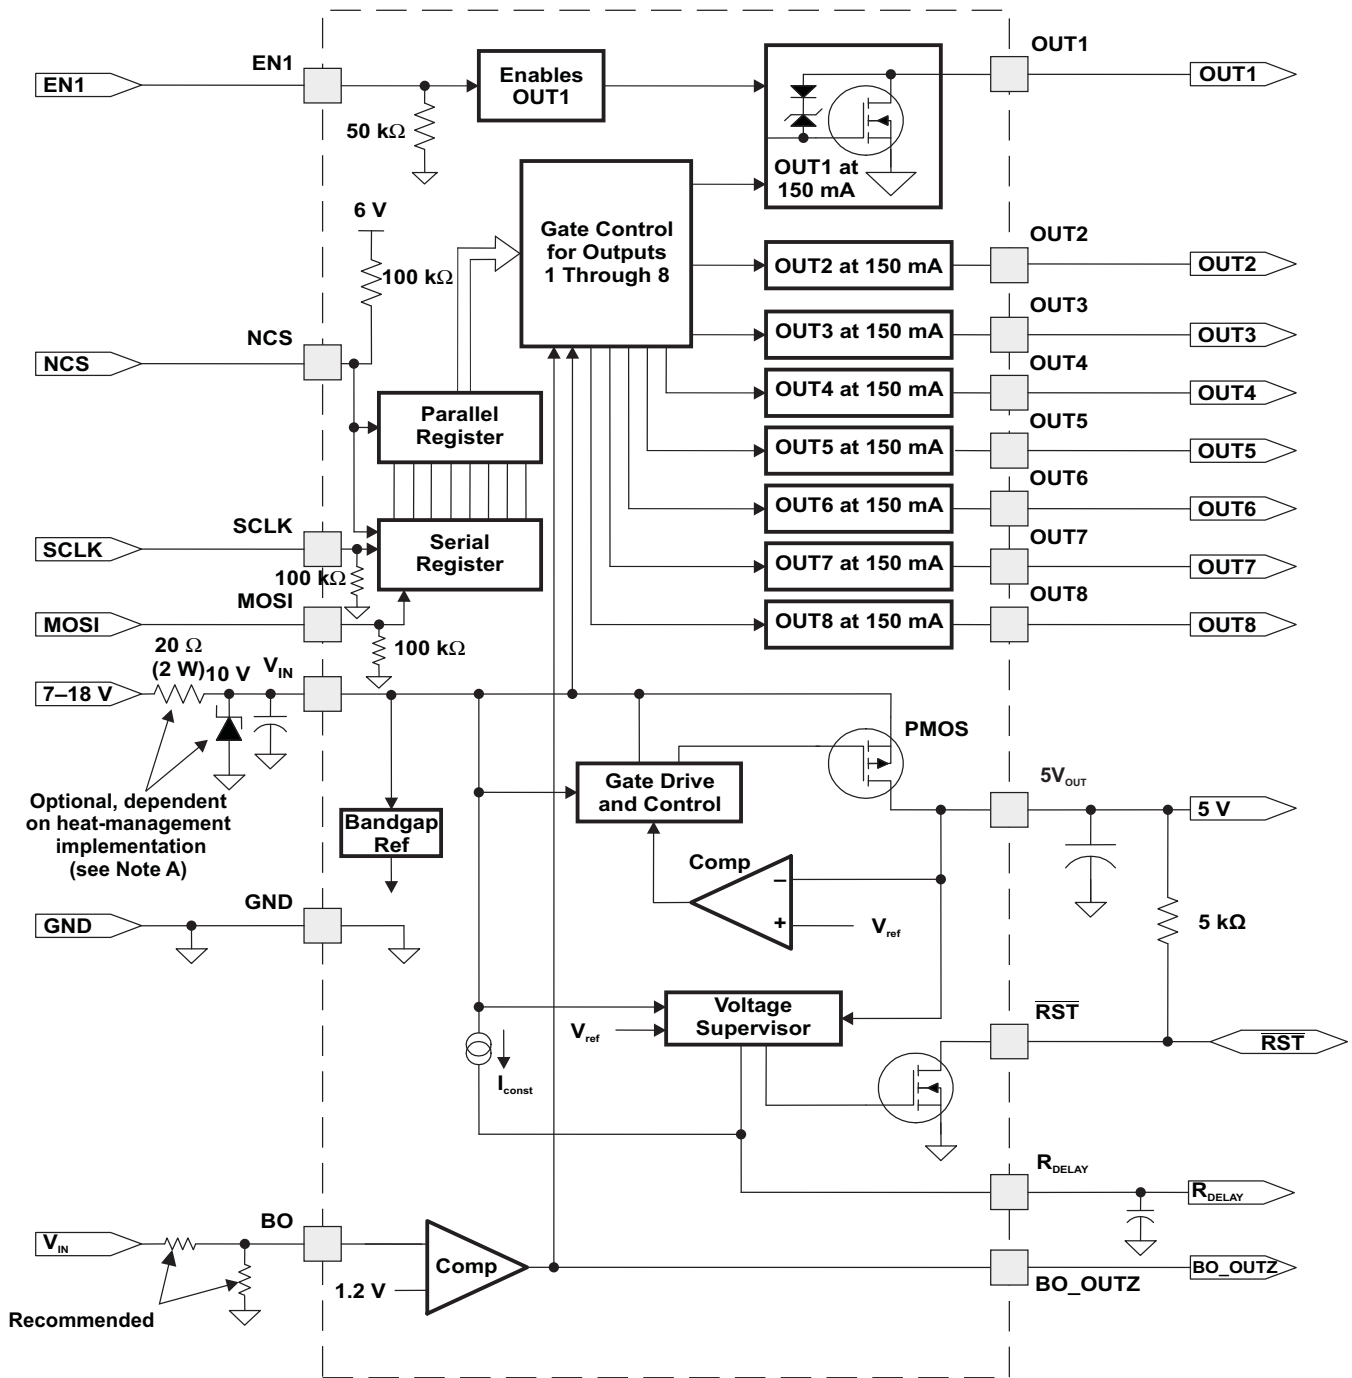 EN1
EN1
50 kΩ
Enables
OUT1
OUT1 at
150 mA
OUT1
OUT1
6 V
100 kΩ
Gate Control
for Outputs
1 Through 8
OUT2 at 150 mA
OUT2
OUT2
OUT3 at 150 mA
OUT3
OUT3
NCS
NCS
OUT4 at 150 mA
OUT4
OUT4
Parallel
Register
OUT5 at 150 mA
OUT5
OUT5
OUT6 at 150 mA
OUT6
OUT6
SCLK
SCLK
100 kΩ
Serial
Register
OUT7 at 150 mA
OUT7
OUT7
MOSI
MOSI
100 kΩ
OUT8 at 150 mA
OUT8
OUT8
7–18 V
20 Ω
(2 W)
10 V
VIN
Optional, dependent
on heat-management
implementation
(see Note A)
Bandgap
Ref
Gate Drive
and Control
PMOS
5VOUT
5 V
Comp
–
+
Vref
5 kΩ
GND
GND
Voltage
Supervisor
Vref
Iconst
RST
RST
RDELAY
RDELAY
VIN
BO
Recommended
1.2 V
Comp
BO_OUTZ
BO_OUTZ